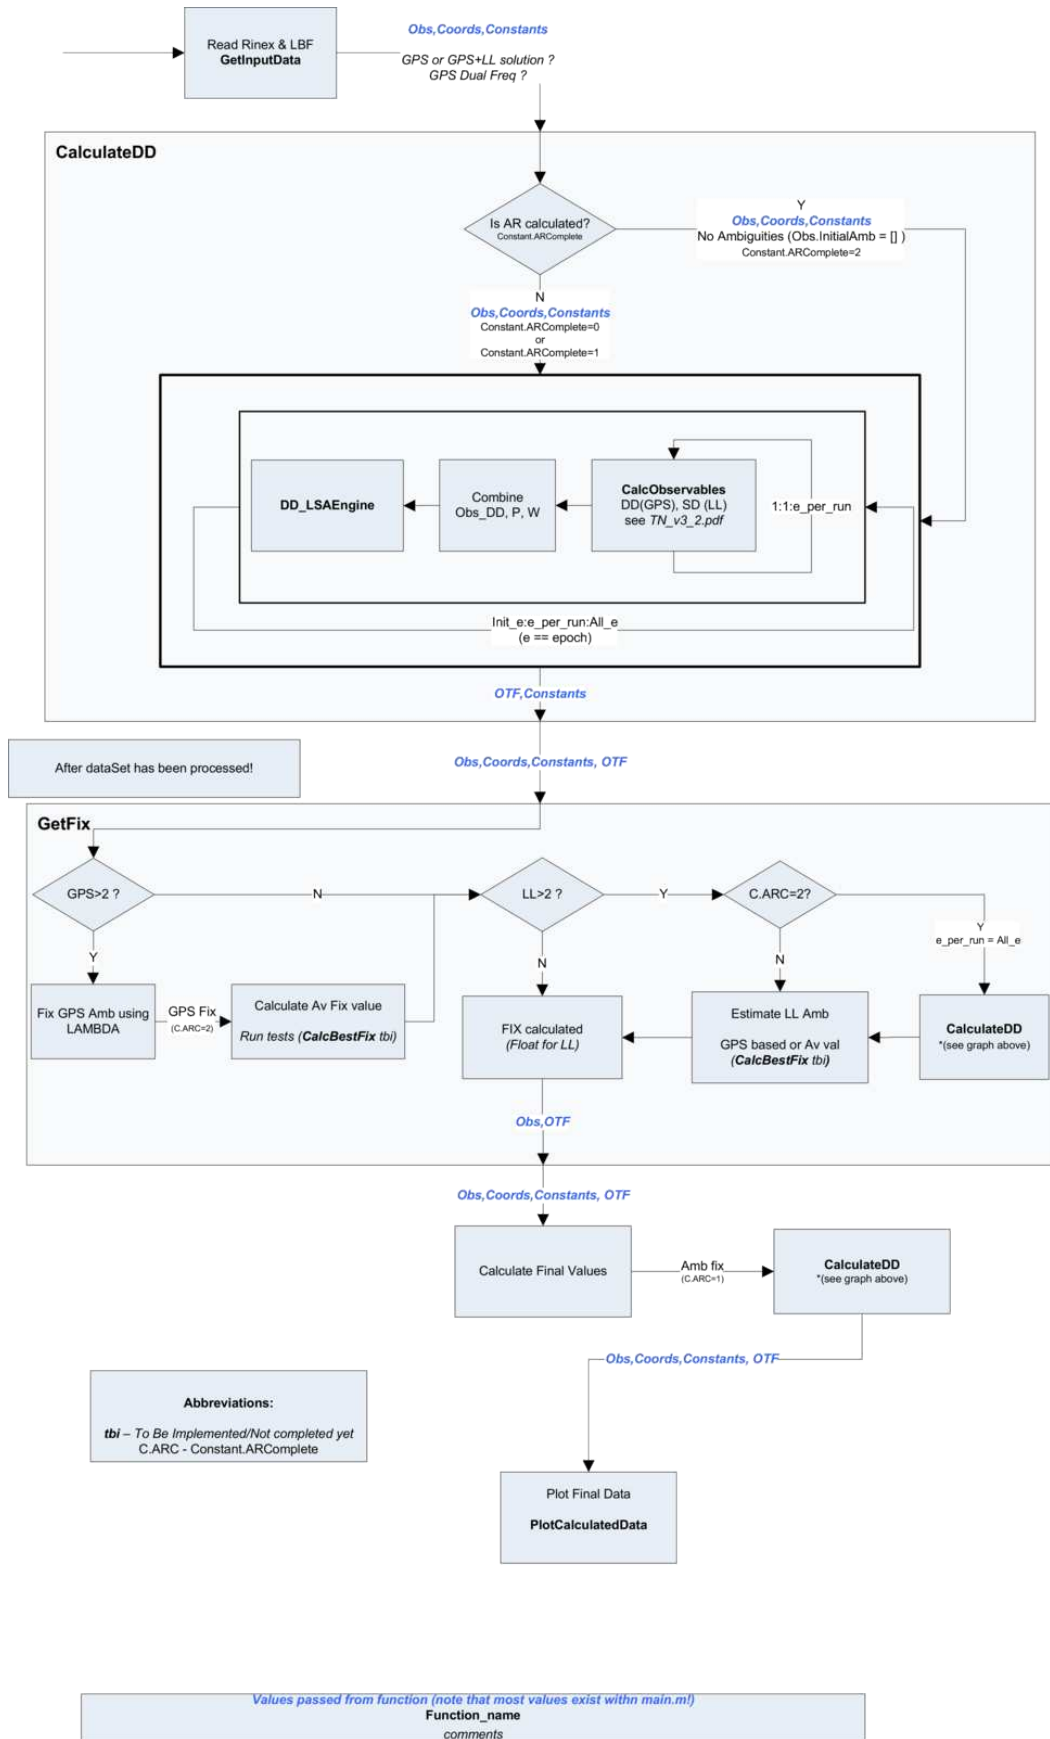 Obs,Coords,Constants
Read Rinex & LBF
GetInputData
GPS or GPS+LL solution ?
GPS Dual Freq ?
CalculateDD
Is AR calculated?
Constant.ARComplete
Y
Obs,Coords,Constants
No Ambiguities (Obs.InitialAmb = [] )
Constant.ARComplete=2
N
Obs,Coords,Constants
Constant.ARComplete=0
or
Constant.ARComplete=1
DD_LSAEngine
Combine
Obs_DD, P, W
CalcObservables
DD(GPS), SD (LL)
see TN_v3_2.pdf
1:1:e_per_run
Init_e:e_per_run:All_e
(e == epoch)
OTF,Constants
After dataSet has been processed!
Obs,Coords,Constants, OTF
GetFix
GPS>2 ?
N
LL>2 ?
Y
C.ARC=2?
Y
e_per_run = All_e
Y
N
N
Fix GPS Amb using
LAMBDA
GPS Fix
(C.ARC=2)
Calculate Av Fix value
Run tests (CalcBestFix tbi)
FIX calculated
(Float for LL)
Estimate LL Amb
GPS based or Av val
(CalcBestFix tbi)
CalculateDD
*(see graph above)
Obs,OTF
Obs,Coords,Constants, OTF
Calculate Final Values
Amb fix
(C.ARC=1)
CalculateDD
*(see graph above)
Obs,Coords,Constants, OTF
Abbreviations:
tbi – To Be Implemented/Not completed yet
C.ARC - Constant.ARComplete
Plot Final Data
PlotCalculatedData
Values passed from function (note that most values exist withn main.m!)
Function_name
comments